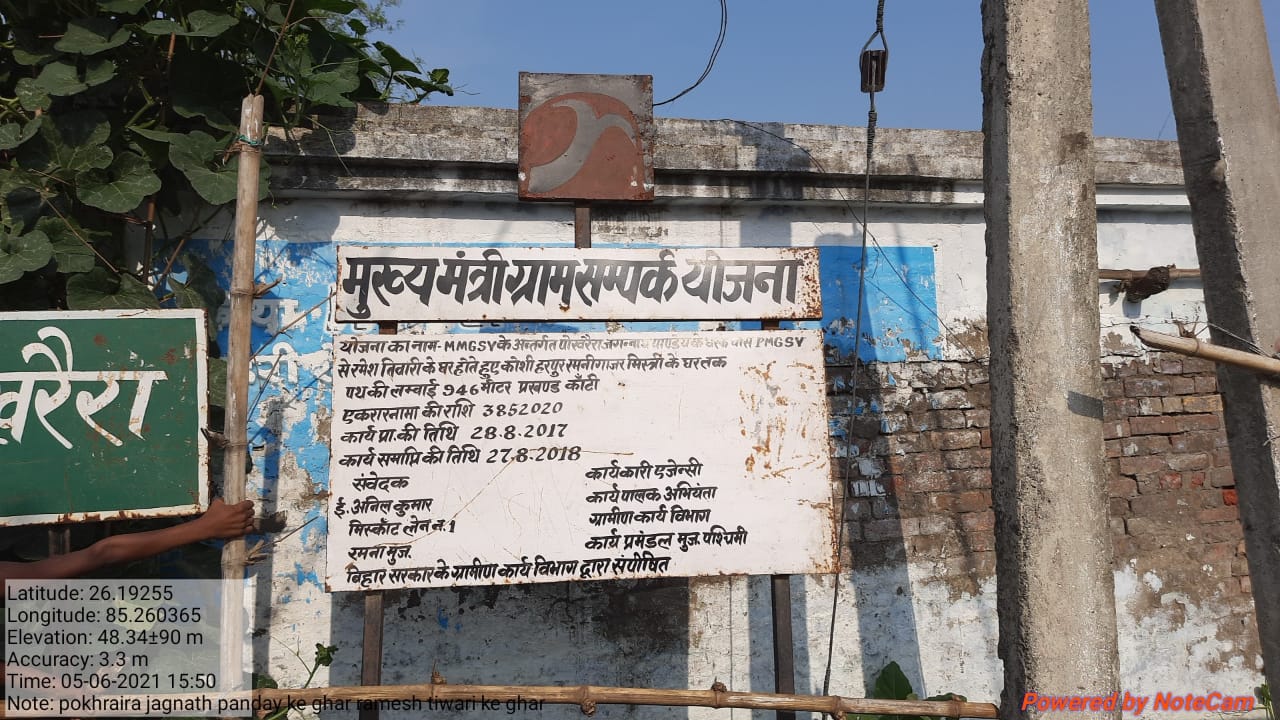 मुख्य मंत्री ग्राम सम्पर्क योजना
योजना का नाम-MMGSY के अन्तर्गत पोखरैरा जगन्नाथ पाण्डेय के घर के पास PMGSY
से रमेश तिवारी के घर होते हुए कोशी हरपुर रमनी गाजर मिस्त्री के घर तक
पथ की लम्बाई 946 मीटर प्रखण्ड काँटी
एकरारनामा की राशि 3852020
कार्य प्रा. की तिथि 28.8.2017
कार्य समाप्ति की तिथि 27.8.2018
संवेदक
ई. अनिल कुमार
मिस्कॉट लेन नं. 1
रमना मुज.
कार्यकारी एजेन्सी
कार्यपालक अभियंता
ग्रामीण कार्य विभाग
कार्य प्रमंडल मुज. पश्चिमी
बिहार सरकार के ग्रामीण कार्य विभाग द्वारा संपोषित
खरैरा
Latitude: 26.19255
Longitude: 85.260365
Elevation: 48.34±90 m
Accuracy: 3.3 m
Time: 05-06-2021 15:50
Note: pokhraira jagnath panday ke ghar ramesh tiwari ke ghar
Powered by NoteCam